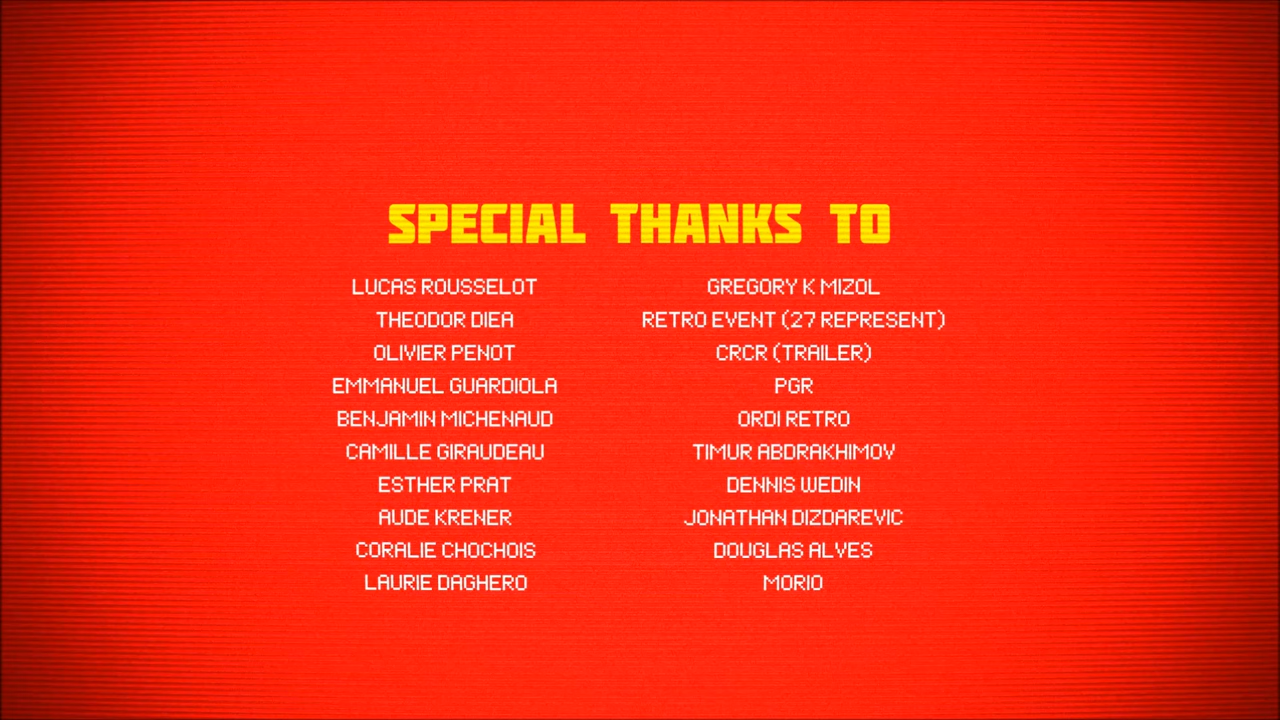 SPECIAL THANKS TO
LUCAS ROUSSELOT
THEODOR DIEA
OLIVIER PENOT
EMMANUEL GUARDIOLA
BENJAMIN MICHENAUD
CAMILLE GIRAUDEAU
ESTHER PRAT
AUDE KRENER
CORALIE CHOCHOIS
LAURIE DAGHERO
GREGORY K MIZOL
RETRO EVENT (27 REPRESENT)
CRCR (TRAILER)
PGR
ORDI RETRO
TIMUR ABDRAKHIMOV
DENNIS WEDIN
JONATHAN DIZDAREVIC
DOUGLAS ALVES
MORIO